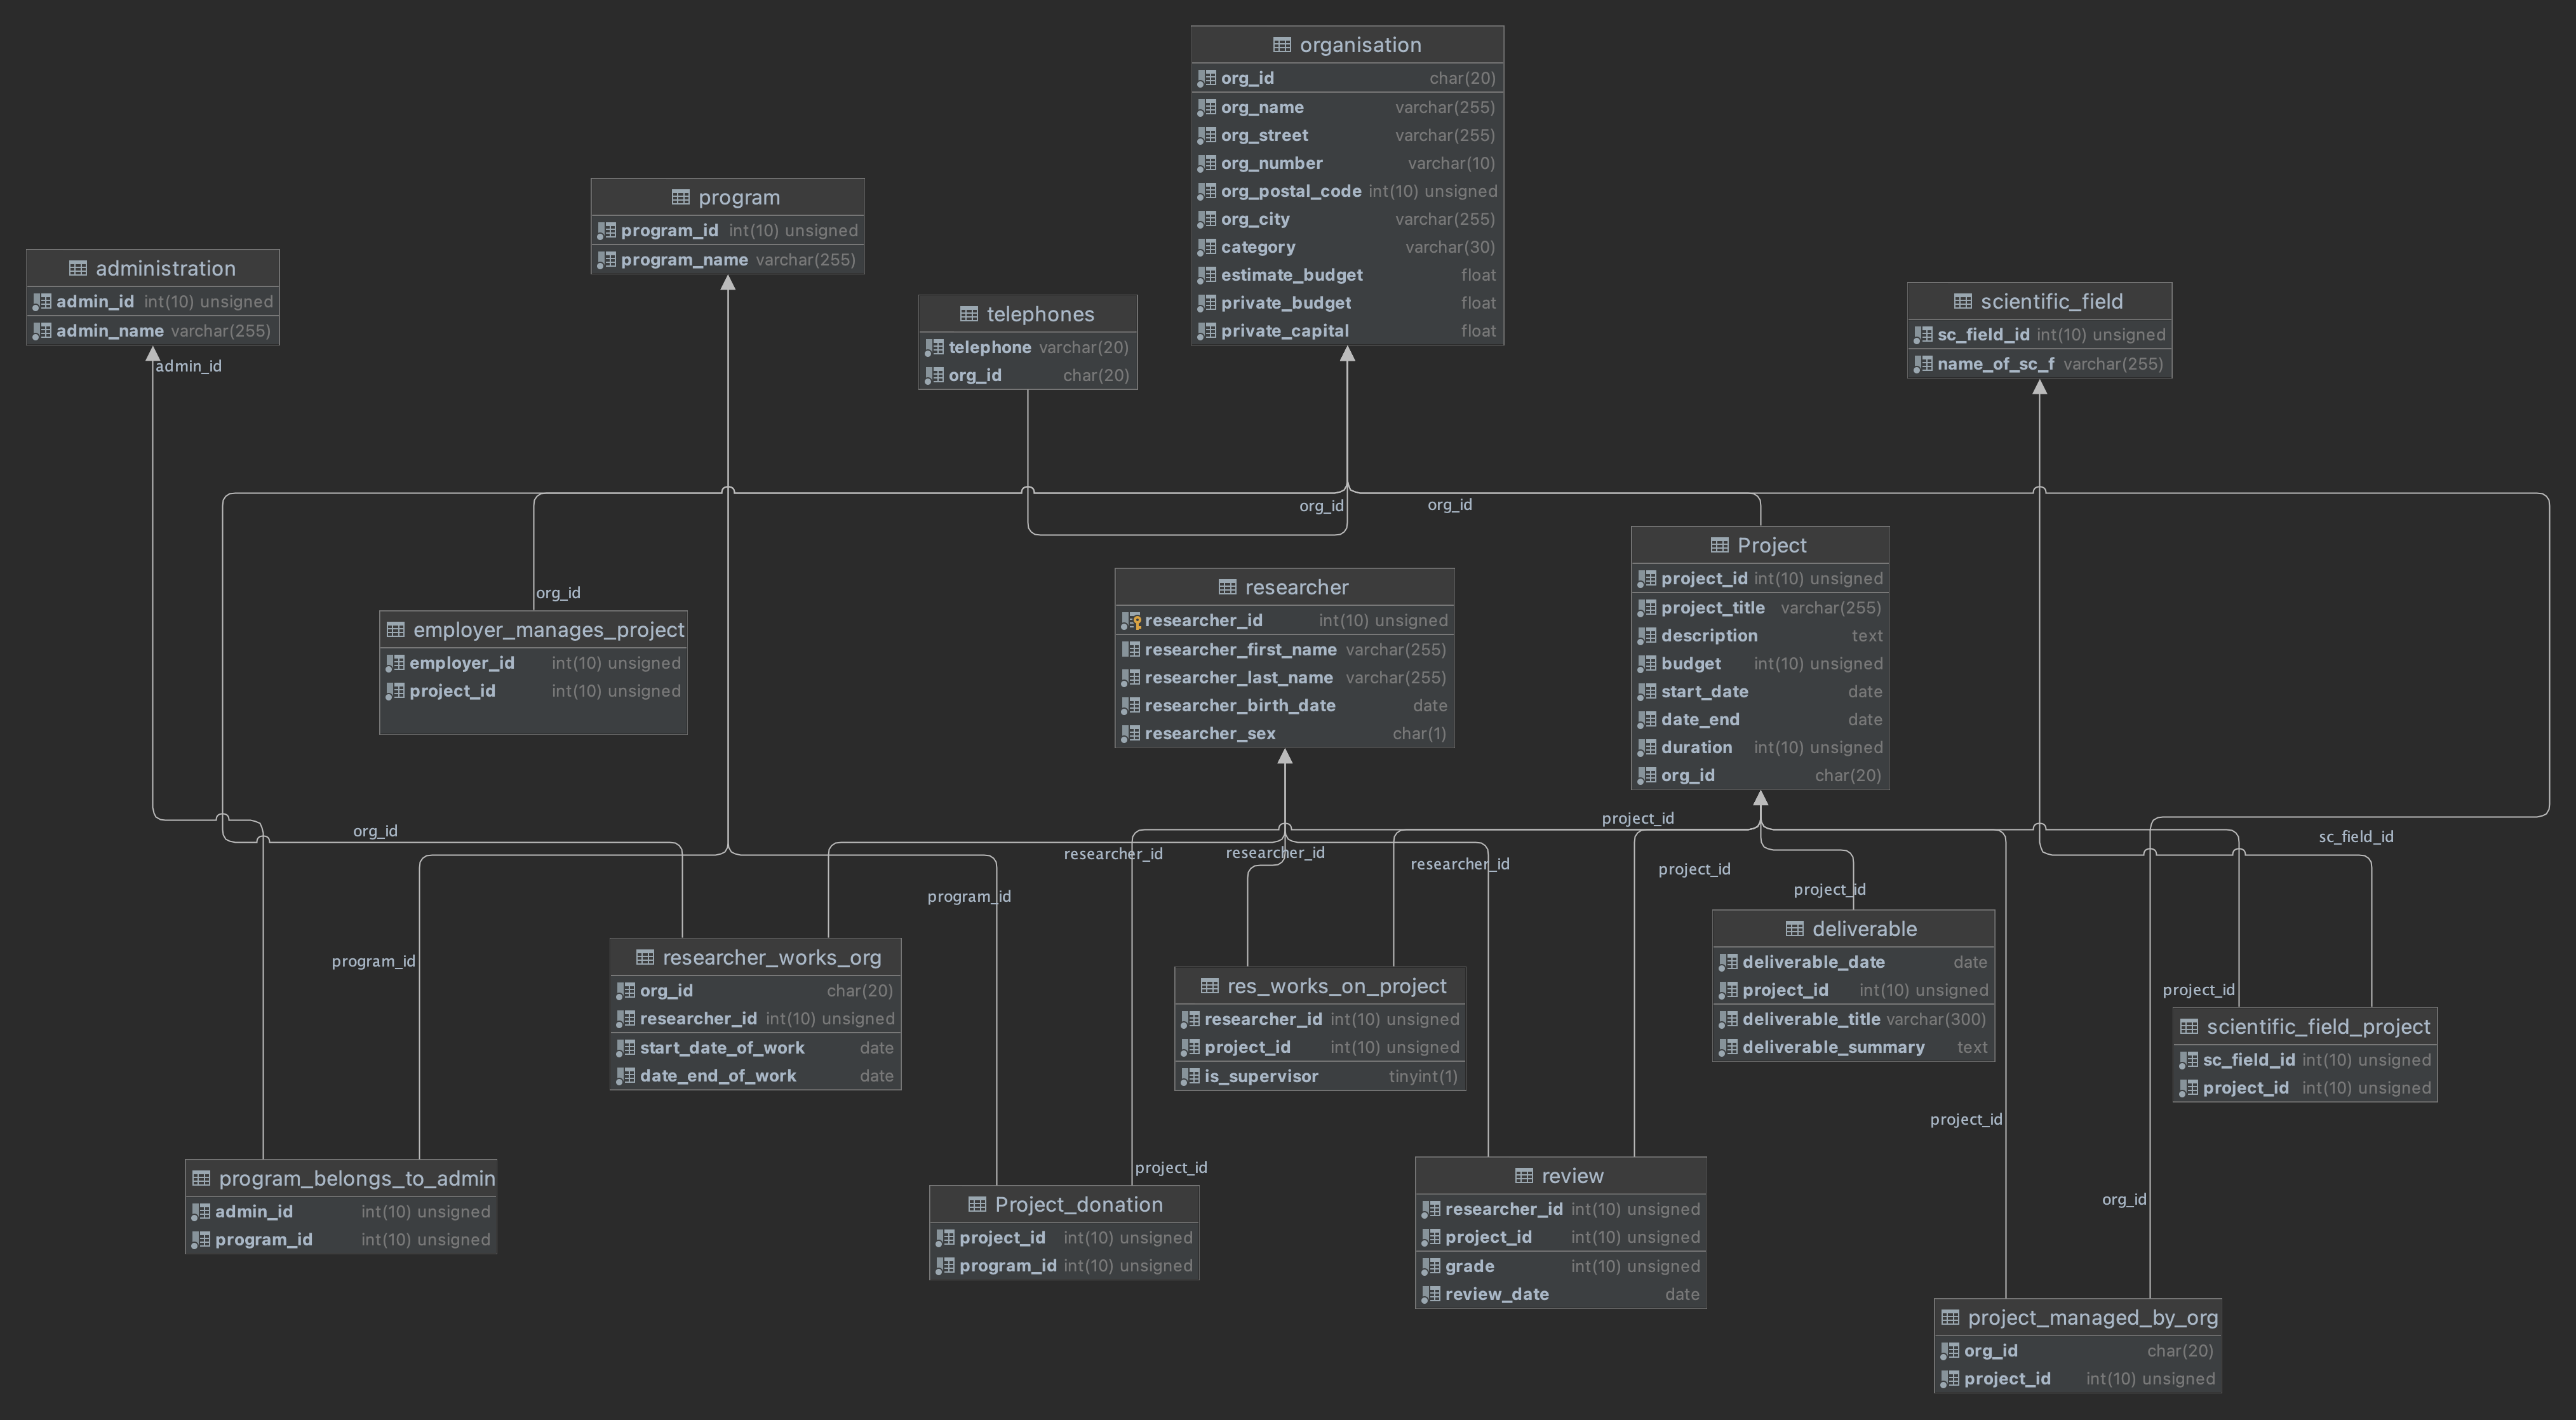 organisation
org_id char(20)
org_name varchar(255)
org_street varchar(255)
org_number varchar(10)
org_postal_code int(10) unsigned
org_city varchar(255)
category varchar(30)
estimate_budget float
private_budget float
private_capital float
program
program_id int(10) unsigned
program_name varchar(255)
administration
admin_id int(10) unsigned
admin_name varchar(255)
telephones
telephone varchar(20)
org_id char(20)
scientific_field
sc_field_id int(10) unsigned
name_of_sc_f varchar(255)
admin_id
org_id
org_id
org_id
employer_manages_project
employer_id int(10) unsigned
project_id int(10) unsigned
researcher
researcher_id int(10) unsigned
researcher_first_name varchar(255)
researcher_last_name varchar(255)
researcher_birth_date date
researcher_sex char(1)
Project
project_id int(10) unsigned
project_title varchar(255)
description text
budget int(10) unsigned
start_date date
date_end date
duration int(10) unsigned
org_id char(20)
org_id
project_id
sc_field_id
researcher_id
researcher_id
researcher_id
project_id
project_id
program_id
program_id
project_id
researcher_works_org
org_id char(20)
researcher_id int(10) unsigned
start_date_of_work date
date_end_of_work date
res_works_on_project
researcher_id int(10) unsigned
project_id int(10) unsigned
is_supervisor tinyint(1)
deliverable
deliverable_date date
project_id int(10) unsigned
deliverable_title varchar(300)
deliverable_summary text
scientific_field_project
sc_field_id int(10) unsigned
project_id int(10) unsigned
project_id
project_id
org_id
program_belongs_to_admin
admin_id int(10) unsigned
program_id int(10) unsigned
Project_donation
project_id int(10) unsigned
program_id int(10) unsigned
review
researcher_id int(10) unsigned
project_id int(10) unsigned
grade int(10) unsigned
review_date date
project_managed_by_org
org_id char(20)
project_id int(10) unsigned